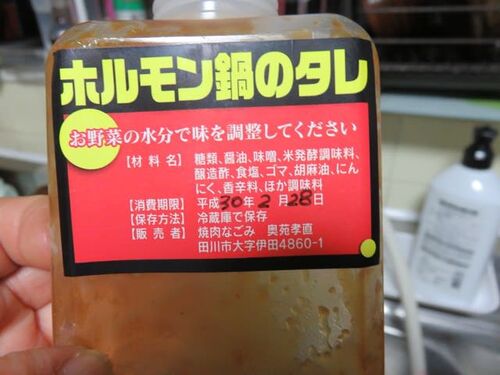 ホルモン鍋のタレ
お野菜の水分で味を調整してください
【材料名】 糖類、醤油、味噌、米発酵調味料、
醸造酢、食塩、ゴマ、胡麻油、にん
にく、香辛料、ほか調味料
【消費期限】 平成30年2月28日
【保存方法】 冷蔵庫で保存
【販売者】 焼肉なごみ 奥苑孝直
田川市大字伊田4860-1